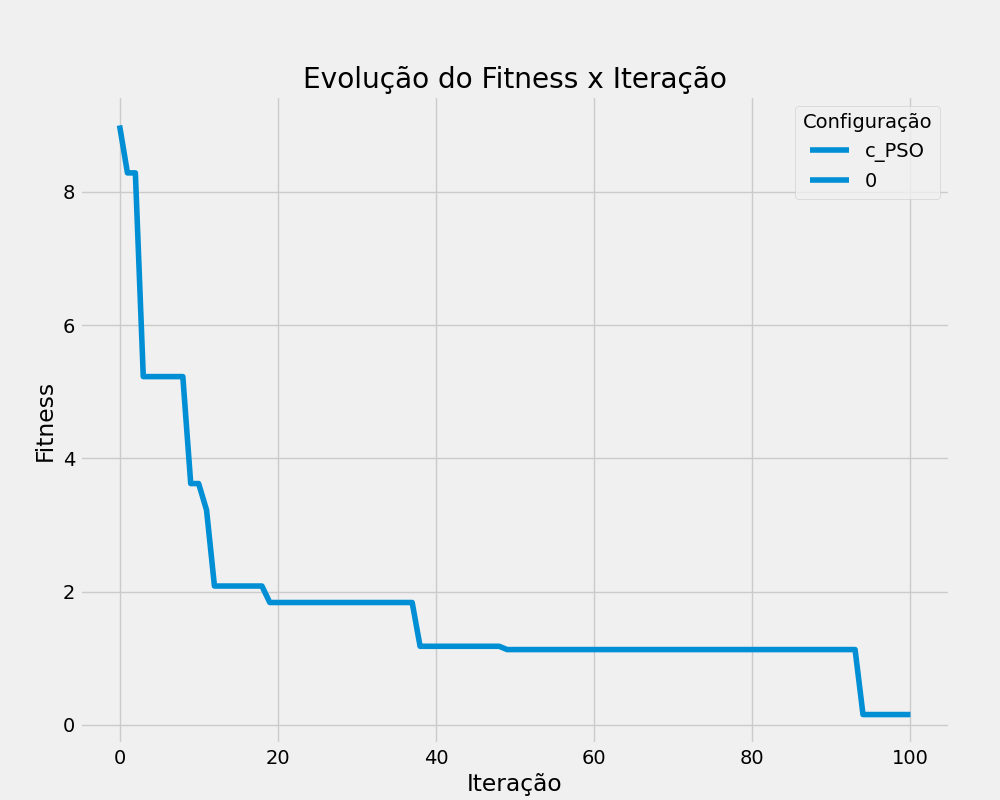 Evolução do Fitness x Iteração
Configuração
c_PSO
0
Fitness
8
6
4
2
0
0 20 40 60 80 100
Iteração